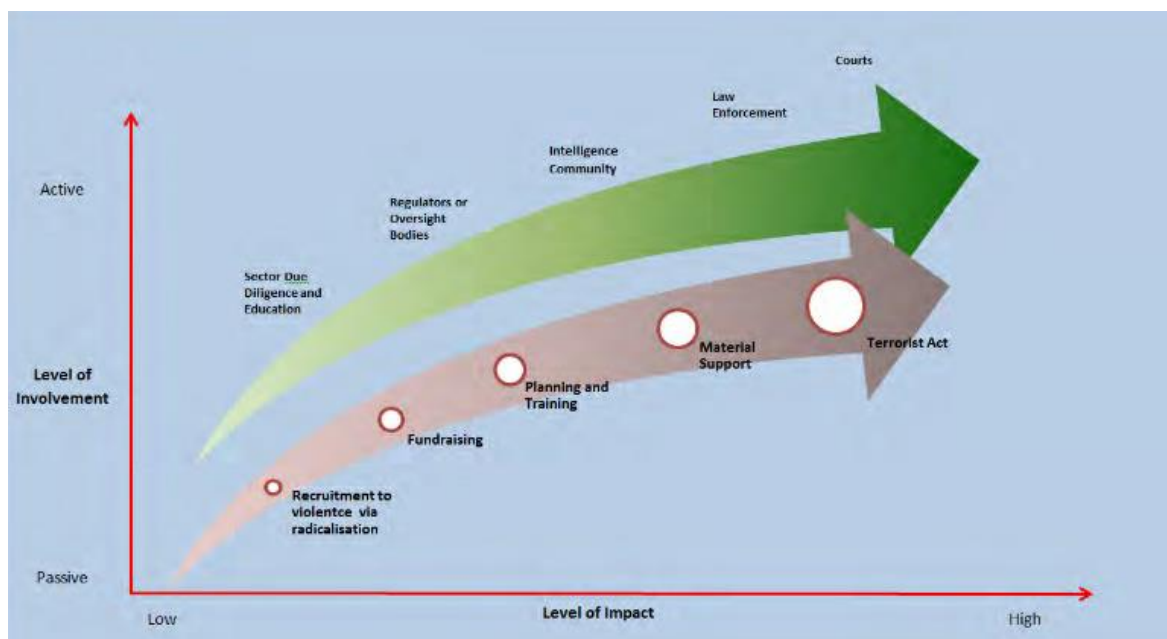 Courts
Law
Enforcement
Intelligence
Community
Active
Regulators or
Oversight
Bodies
Sector Due
Diligence and
Education
Terrorist Act
Material
Support
Level of
Involvement
Planning and
Training
Fundraising
Recruitment to
violentce via
radicalisation
Passive
Low
Level of Impact
High